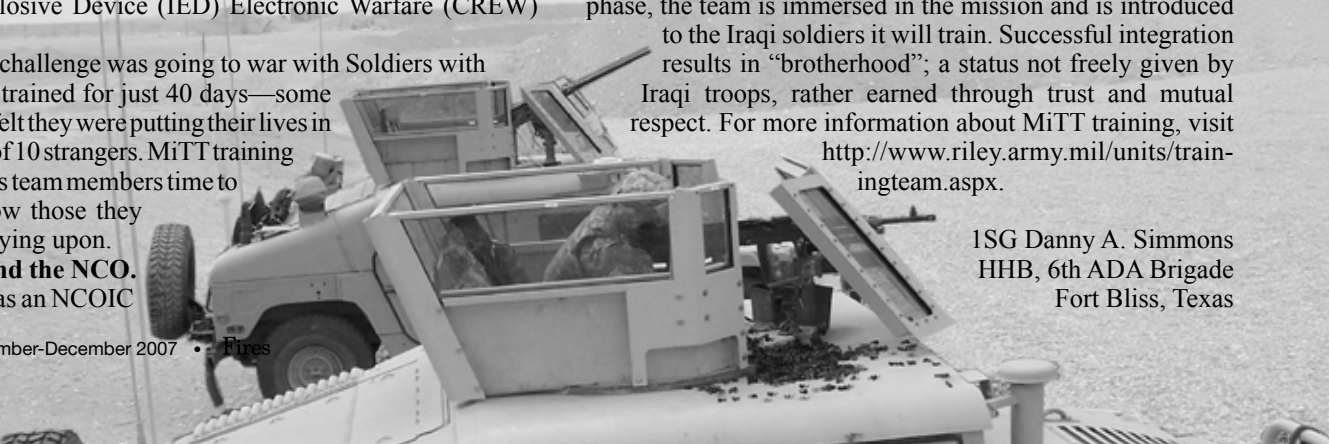 losive Device (IED) Electronic Warfare (CREW)
challenge was going to war with Soldiers with
trained for just 40 days—some
elt they were putting their lives in
of 10 strangers. MiTT training
s team members time to
ow those they
ying upon.
nd the NCO.
as an NCOIC
mber-December 2007 • Fires
phase, the team is immersed in the mission and is introduced
to the Iraqi soldiers it will train. Successful integration
results in “brotherhood”; a status not freely given by
Iraqi troops, rather earned through trust and mutual
respect. For more information about MiTT training, visit
http://www.riley.army.mil/units/train-
ingteam.aspx.
1SG Danny A. Simmons
HHB, 6th ADA Brigade
Fort Bliss, Texas